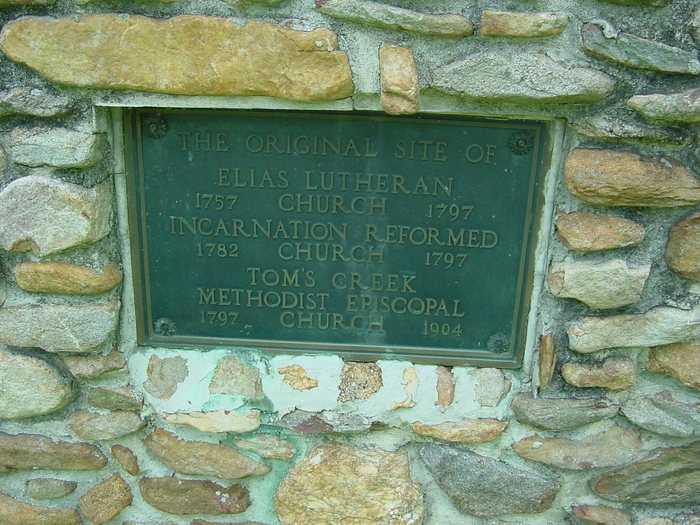 THE ORIGINAL SITE OF
ELIAS LUTHERAN
1757 CHURCH 1797
INCARNATION REFORMED
1782 CHURCH 1797
TOM'S CREEK
METHODIST EPISCOPAL
1797 CHURCH 1904